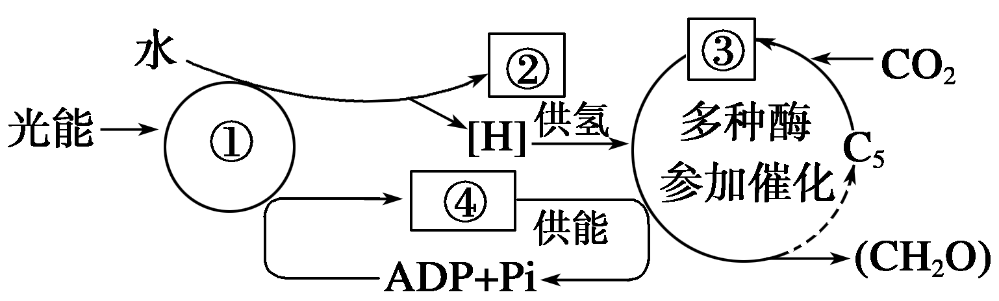 水
光能
①
②
[H]
供氢
③
CO₂
多种酶
参加催化
C₅
④
供能
ADP+Pi
(CH₂O)